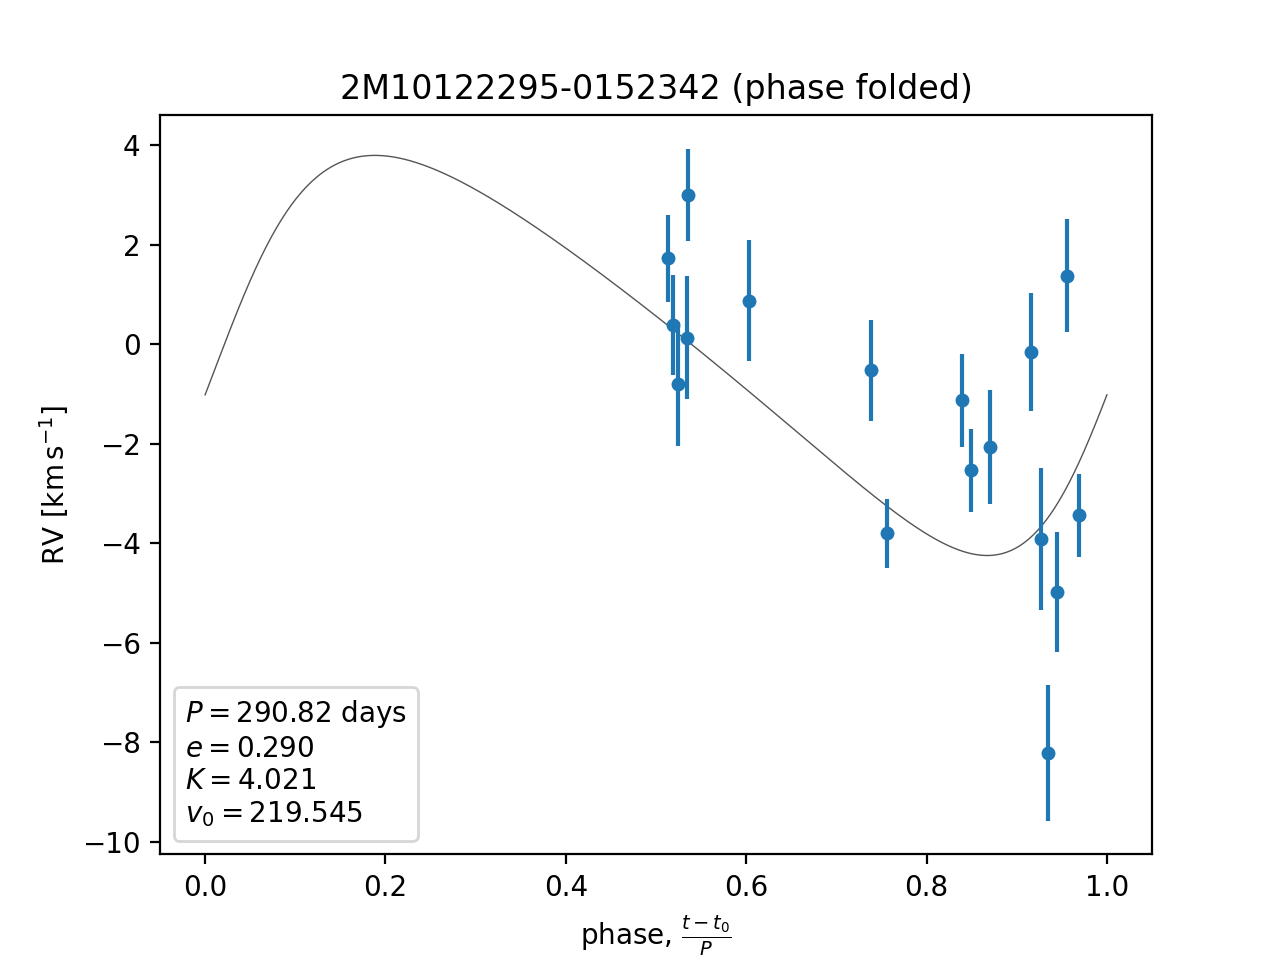 2M10122295-0152342 (phase folded)
4
2
0
−2
−4
−6
−8
−10
RV [km s⁻¹]
P = 290.82 days
e = 0.290
K = 4.021
v₀ = 219.545
0.0 0.2 0.4 0.6 0.8 1.0
phase, (t − t₀)/P